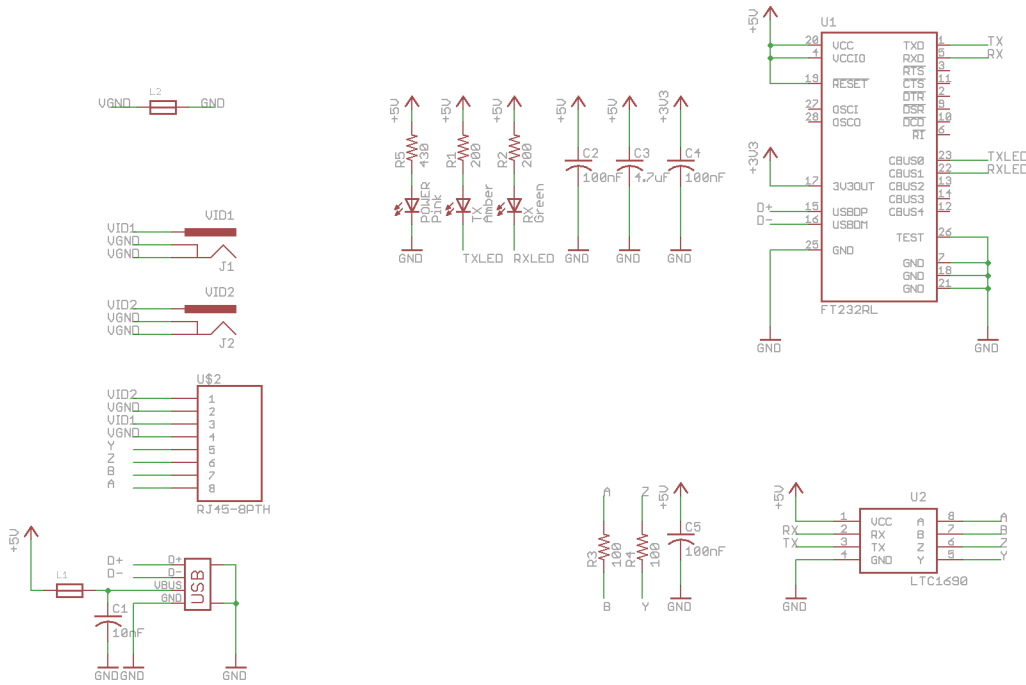 L2
VGND GND
VID1
VID1
VGND
VGND
J1
VID2
VID2
VGND
VGND
J2
U$2
VID2 1
VGND 2
VID1 3
VGND 4
Y 5
Z 6
B 7
A 8
RJ45-8PTH
+5V
L1
D+ D+
D- D-
VBUS
GND
USB
C1
10nF
GND GND GND
+5V +5V +5V +5V +5V +3V3
R5 430
R1 200
R2 200
POWER Pink
TX Amber
RX Green
GND TXLED RXLED
C2
100nF
C3
4.7uF
C4
100nF
GND GND GND
+5V
U1
20 VCC TXD 1 TX
4 VCCIO RXD 5 RX
RTS 3
19 RESET CTS 11
DTR 2
27 OSCI DSR 9
28 OSCO DCD 10
RI 6
+3V3
CBUS0 23 TXLED
CBUS1 22 RXLED
17 3V3OUT CBUS2 13
CBUS3 14
D+ 15 USBDP CBUS4 12
D- 16 USBDM
TEST 26
25 GND
GND 7
GND 18
GND 21
FT232RL
GND GND
A Z +5V
R3 100
R4 100
C5
100nF
B Y GND
+5V
U2
1 VCC A 8 A
RX 2 RX B 7 B
TX 3 TX Z 6 Z
4 GND Y 5 Y
LTC1690
GND